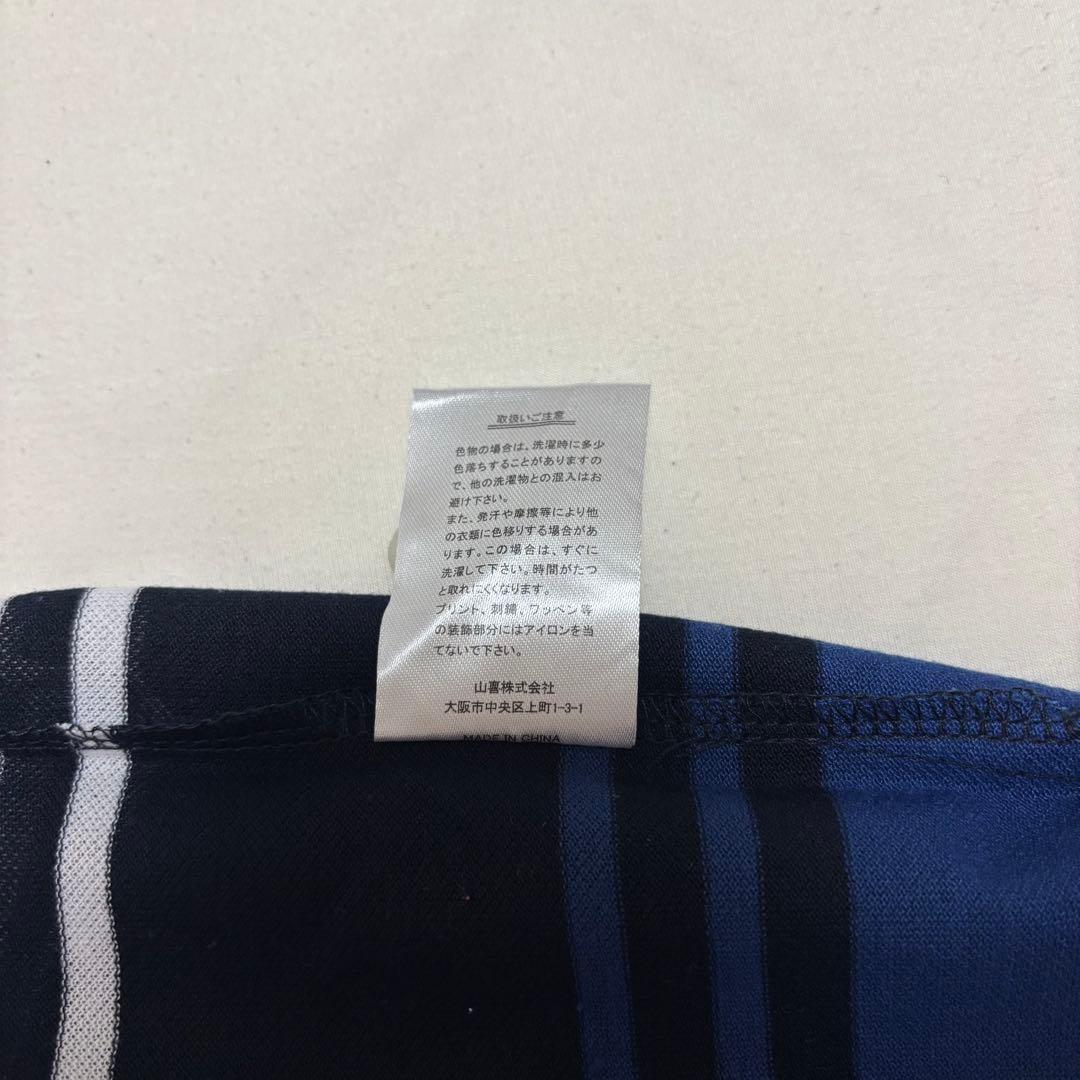 取扱いご注意
色物の場合は、洗濯時に多少
色落ちすることがありますの
で、他の洗濯物との混入はお
避け下さい。
また、発汗や摩擦等により他
の衣類に色移りする場合があ
ります。この場合は、すぐに
洗濯して下さい。時間がたつ
と取れにくくなります。
プリント、刺繍、ワッペン等
の装飾部分にはアイロンを当
てないで下さい。
山喜株式会社
大阪市中央区上町1-3-1
MADE IN CHINA